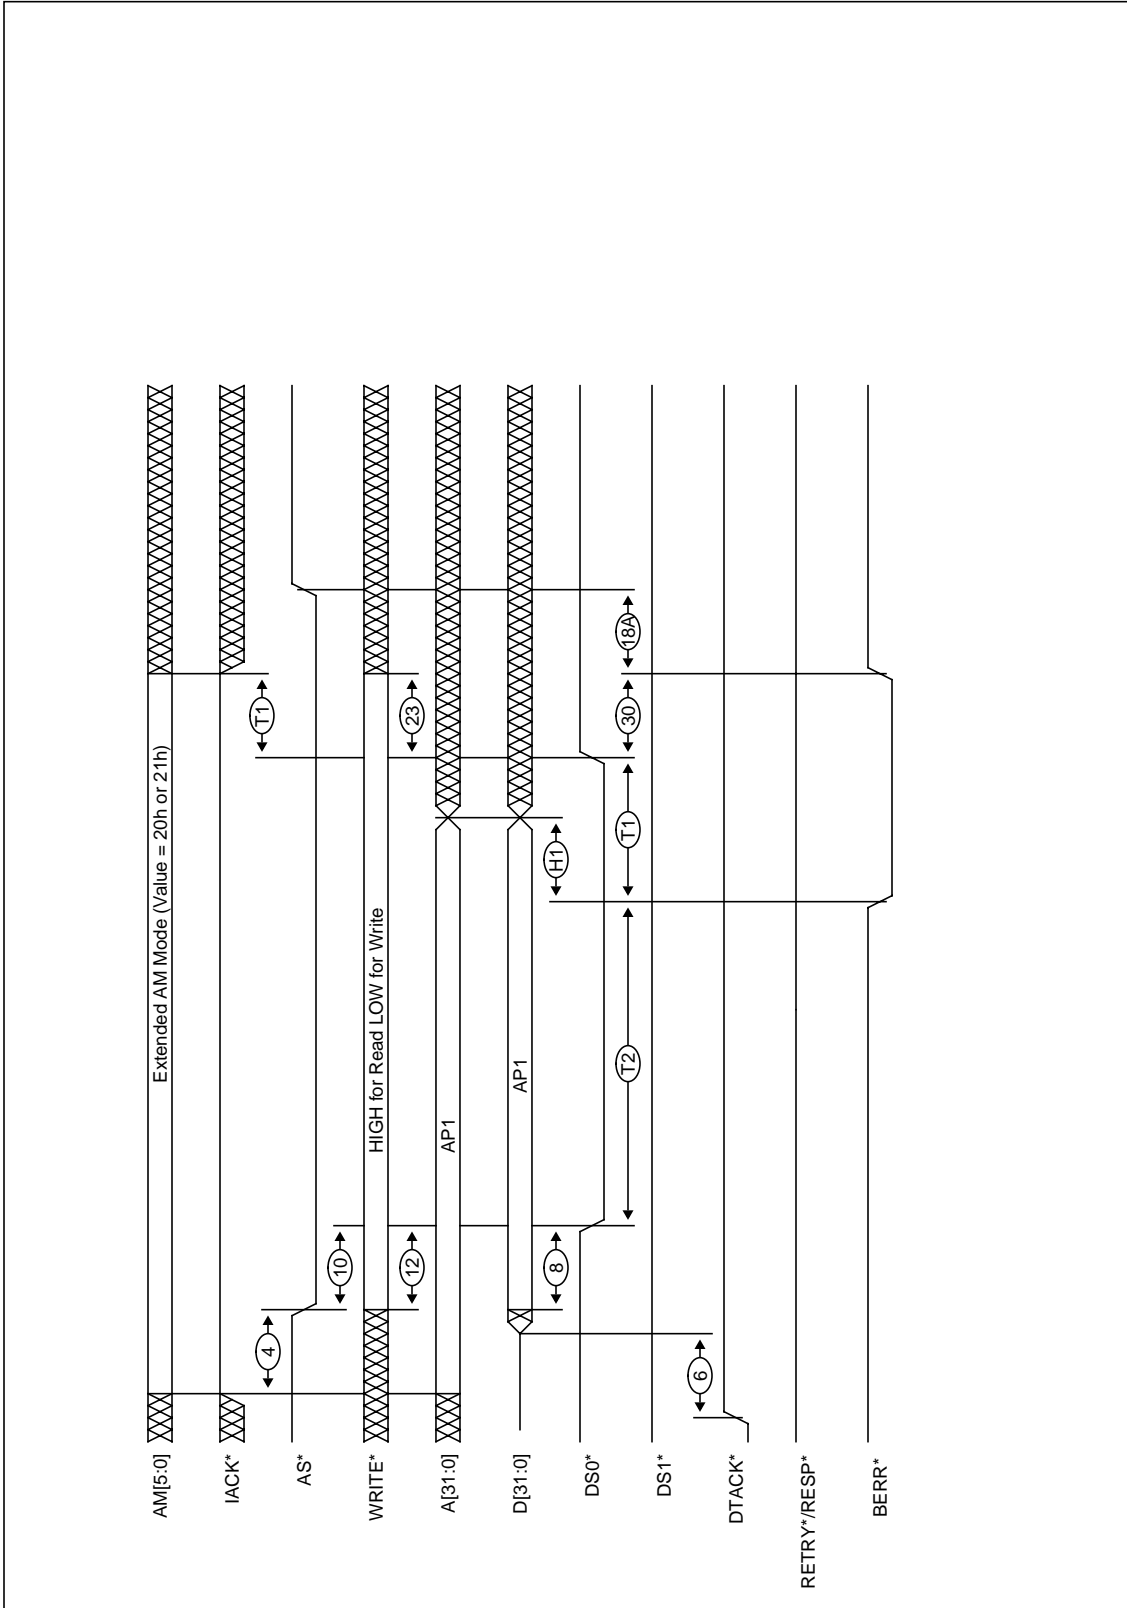 AM[5:0]
Extended AM Mode (Value = 20h or 21h)
IACK*
4
T1
AS*
10
WRITE*
HIGH for Read LOW for Write
12
23
A[31:0]
AP1
D[31:0]
AP1
8
H1
DS0*
T2
T1
30
18A
DS1*
6
DTACK*
RETRY*/RESP*
BERR*